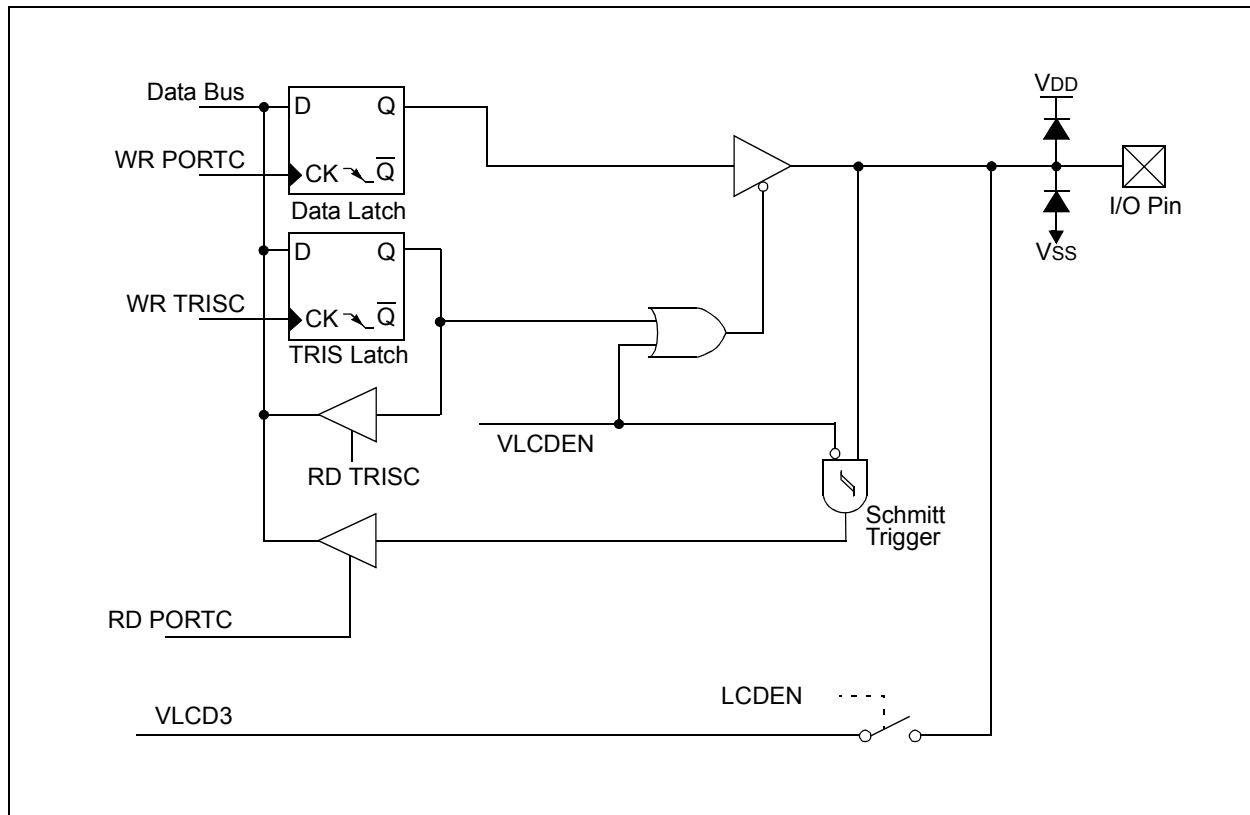 Data Bus
D Q
VDD
WR PORTC
CK Q̅
I/O Pin
Data Latch
D Q
VSS
WR TRISC
CK Q̅
TRIS Latch
VLCDEN
RD TRISC
Schmitt
Trigger
RD PORTC
LCDEN
VLCD3